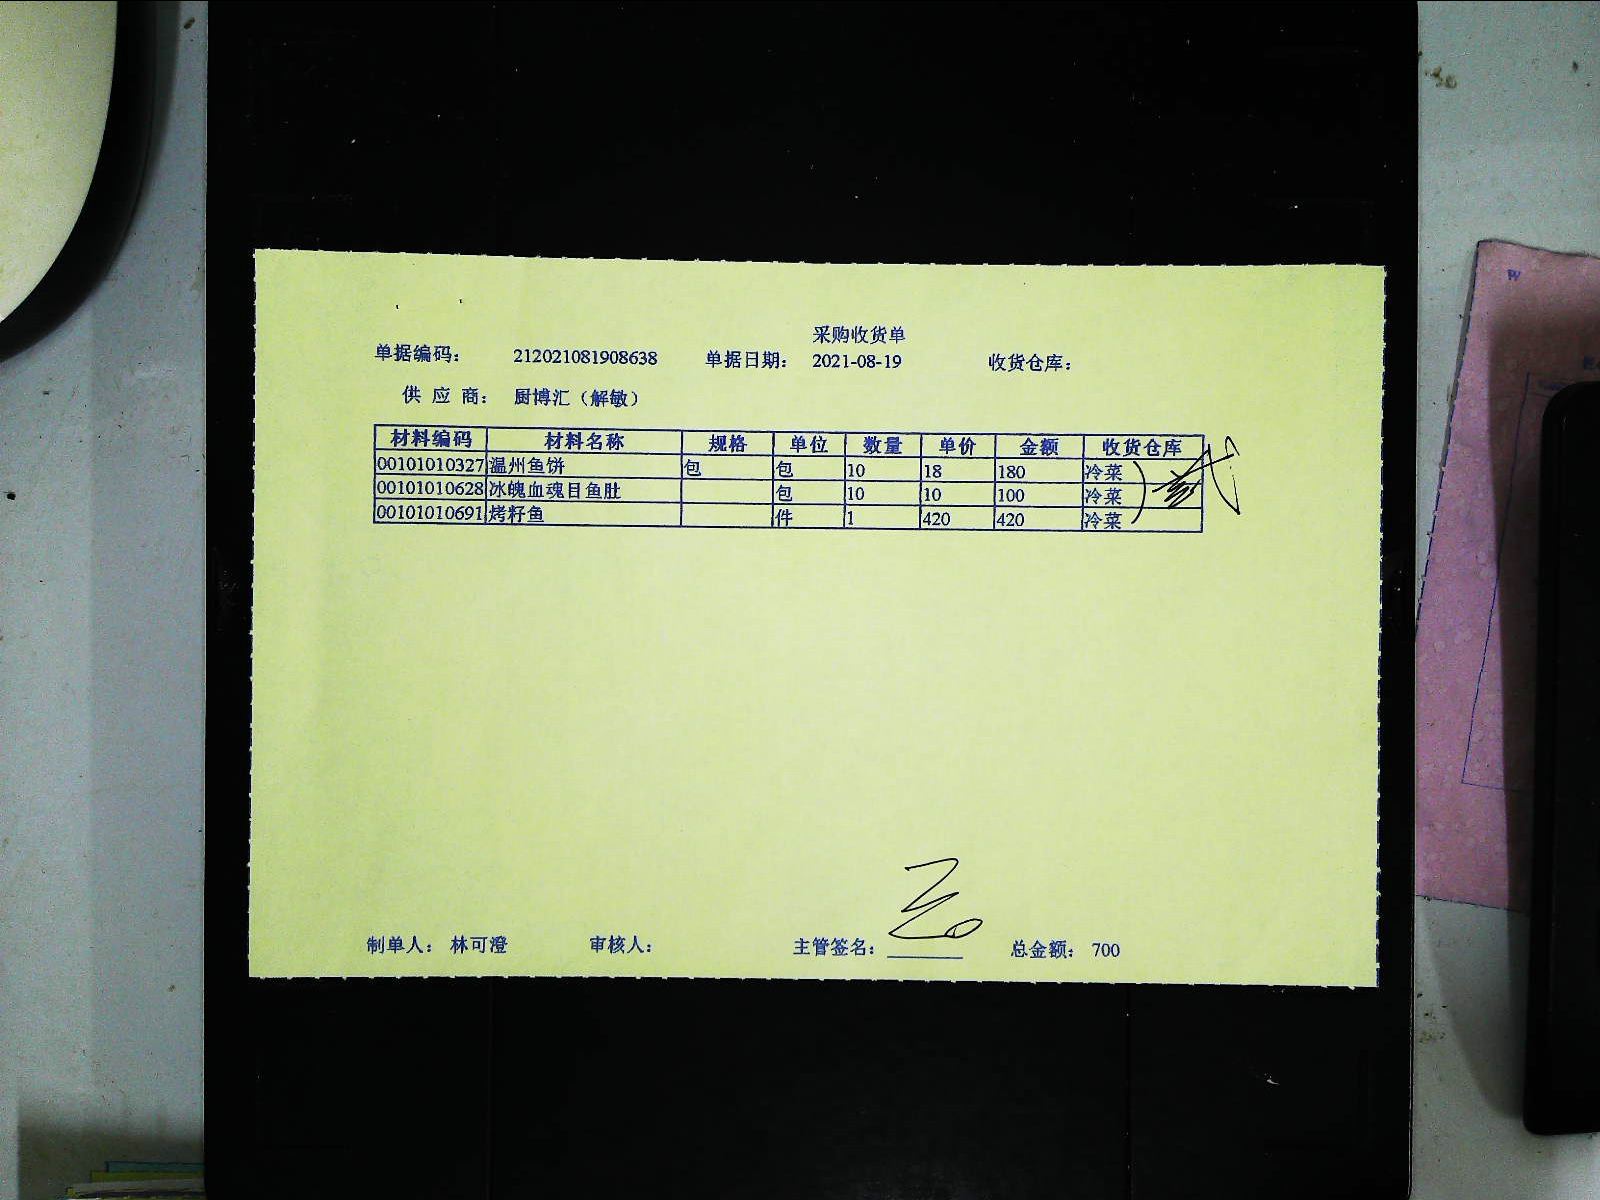 采购收货单
单据编码： 212021081908638 单据日期： 2021-08-19 收货仓库：
供 应 商： 厨博汇（解敏）
材料编码 材料名称 规格 单位 数量 单价 金额 收货仓库
00101010327 温州鱼饼 包 包 10 18 180 冷菜
00101010628 冰魄血魂目鱼肚 包 10 10 100 冷菜
00101010691 烤籽鱼 件 1 420 420 冷菜
制单人： 林可澄 审核人： 主管签名： 总金额： 700